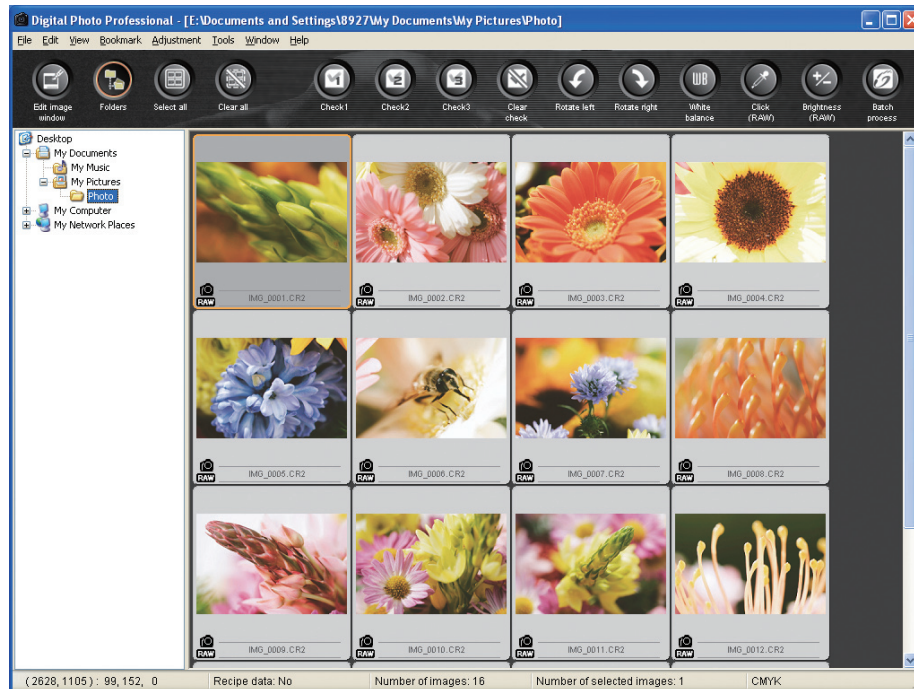 Digital Photo Professional - [E:\Documents and Settings\8927\My Documents\My Pictures\Photo]
File Edit View Bookmark Adjustment Tools Window Help
Edit image window
Folders
Select all
Clear all
Check1
Check2
Check3
Clear check
Rotate left
Rotate right
White balance
Click (RAW)
Brightness (RAW)
Batch process
WB
Desktop
My Documents
My Music
My Pictures
Photo
My Computer
My Network Places
RAW IMG_0001.CR2
RAW IMG_0002.CR2
RAW IMG_0003.CR2
RAW IMG_0004.CR2
RAW IMG_0005.CR2
RAW IMG_0006.CR2
RAW IMG_0007.CR2
RAW IMG_0008.CR2
RAW IMG_0009.CR2
RAW IMG_0010.CR2
RAW IMG_0011.CR2
RAW IMG_0012.CR2
(2628,1105): 99,152, 0 Recipe data: No Number of images: 16 Number of selected images: 1 CMYK